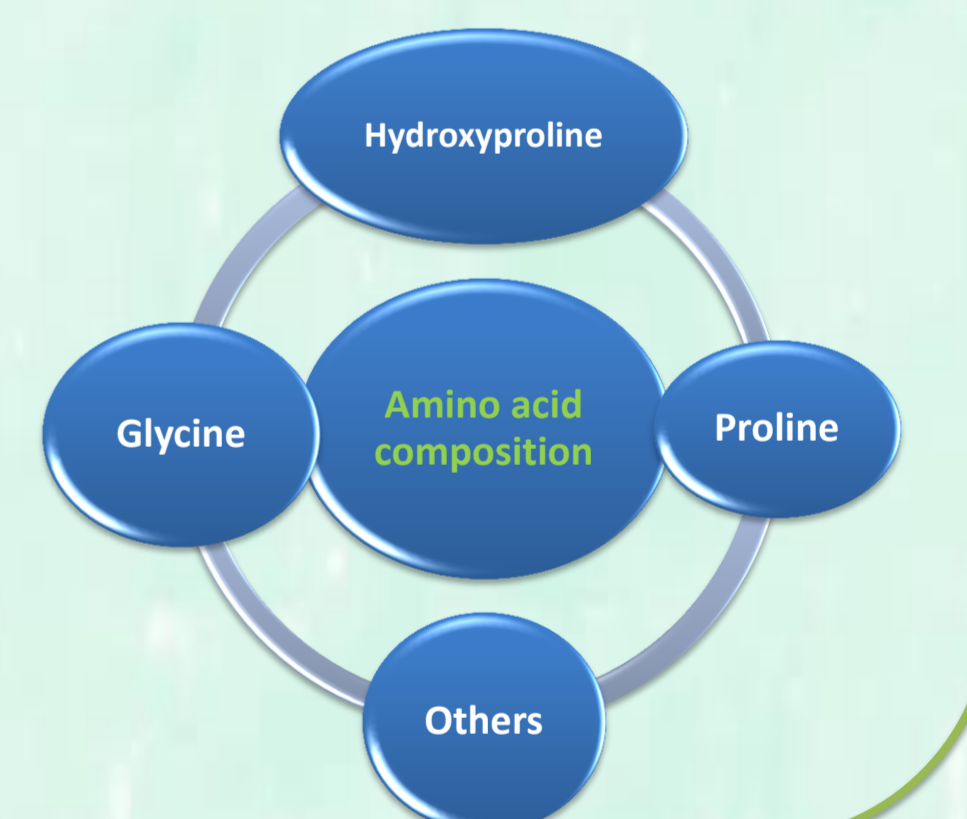 Hydroxyproline
Amino acid
composition
Glycine
Proline
Others